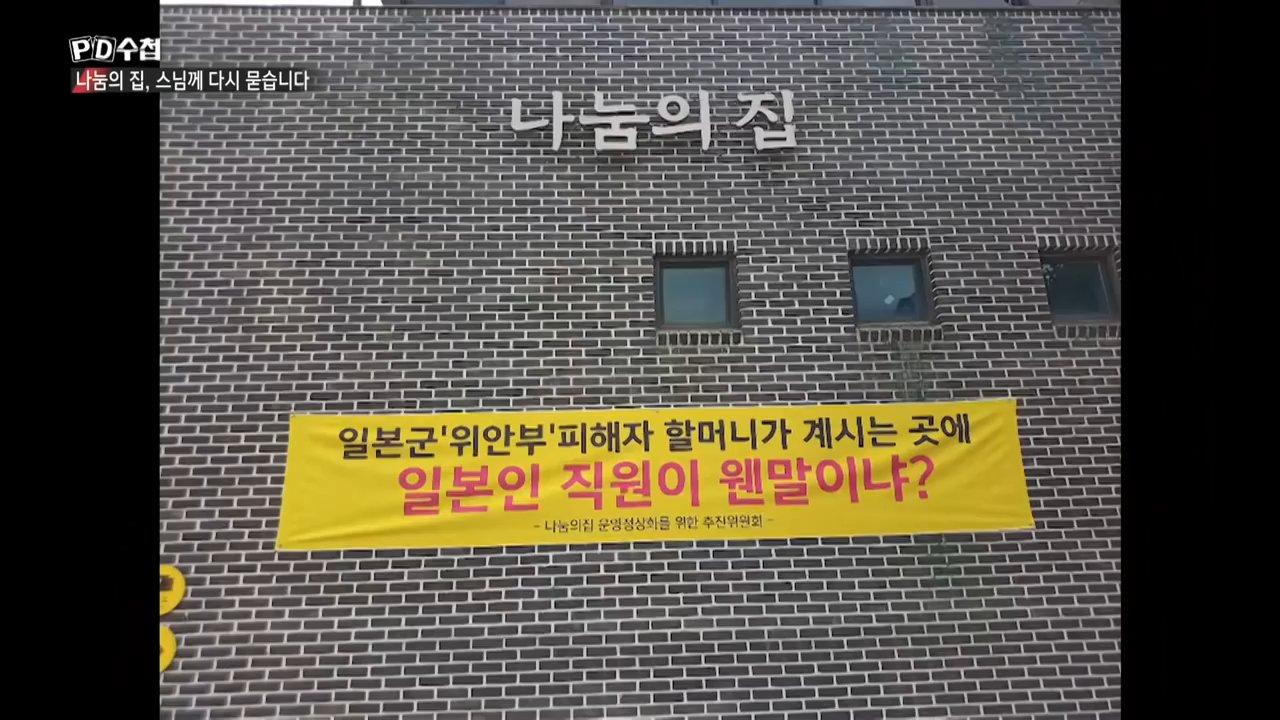 PD수첩
나눔의 집, 스님께 다시 묻습니다
나눔의 집
일본군'위안부'피해자 할머니가 계시는 곳에
일본인 직원이 웬말이냐?
- 나눔의집 운영정상화를 위한 추진위원회 -